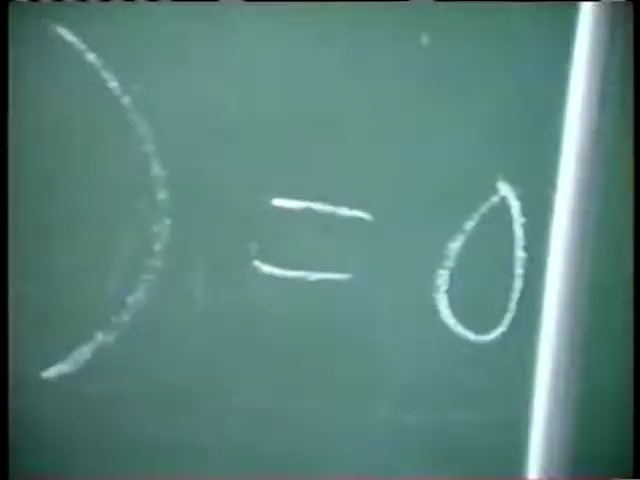 ) = 0